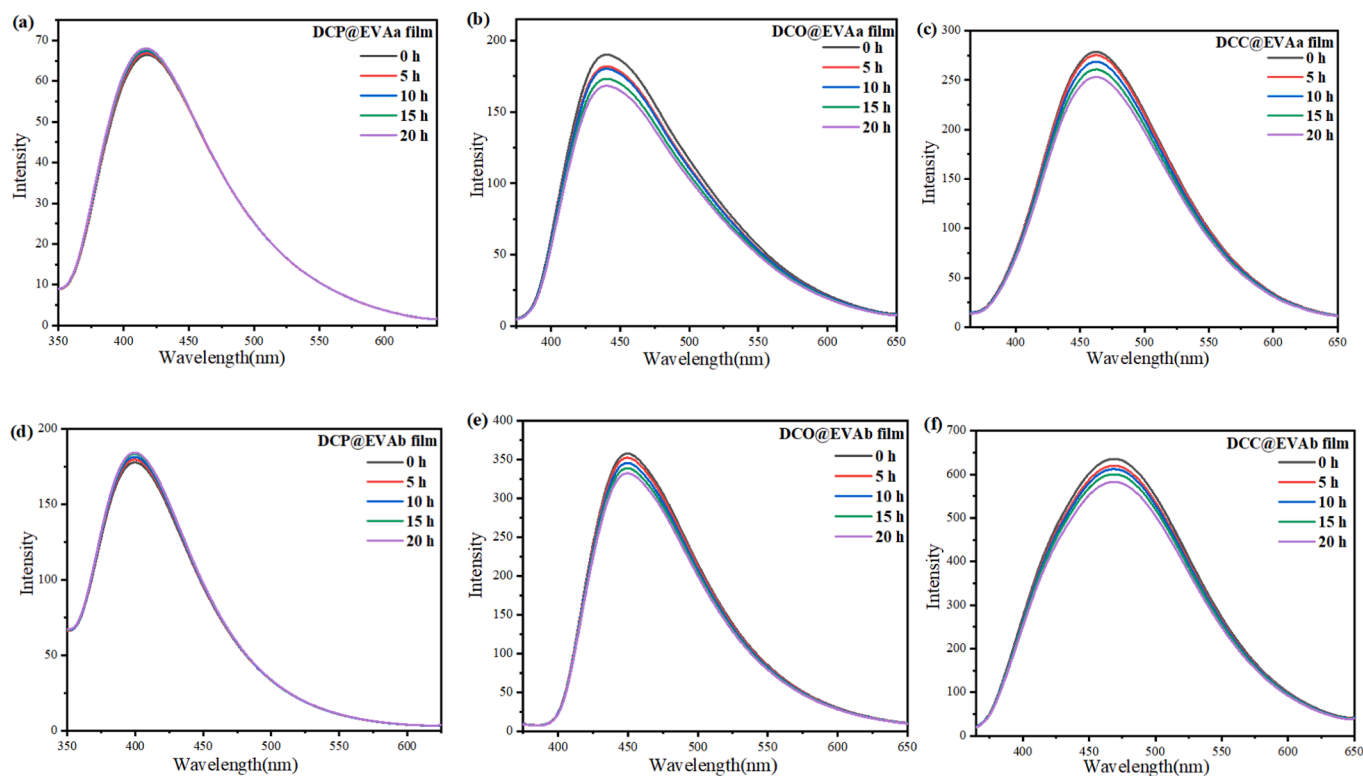 (a)
DCP@EVAa film
0 h
5 h
10 h
15 h
20 h
Intensity
70
60
50
40
30
20
10
0
350 400 450 500 550 600
Wavelength(nm)
(b)
DCO@EVAa film
0 h
5 h
10 h
15 h
20 h
Intensity
200
150
100
50
0
400 450 500 550 600 650
Wavelength(nm)
(c)
DCC@EVAa film
0 h
5 h
10 h
15 h
20 h
Intensity
300
275
250
225
200
175
150
125
100
75
50
25
0
400 450 500 550 600 650
Wavelength(nm)
(d)
DCP@EVAb film
0 h
5 h
10 h
15 h
20 h
Intensity
200
150
100
50
0
350 400 450 500 550 600
Wavelength(nm)
(e)
DCO@EVAb film
0 h
5 h
10 h
15 h
20 h
Intensity
400
350
300
250
200
150
100
50
0
400 450 500 550 600 650
Wavelength(nm)
(f)
DCC@EVAb film
0 h
5 h
10 h
15 h
20 h
Intensity
700
600
500
400
300
200
100
0
400 450 500 550 600 650
Wavelength(nm)